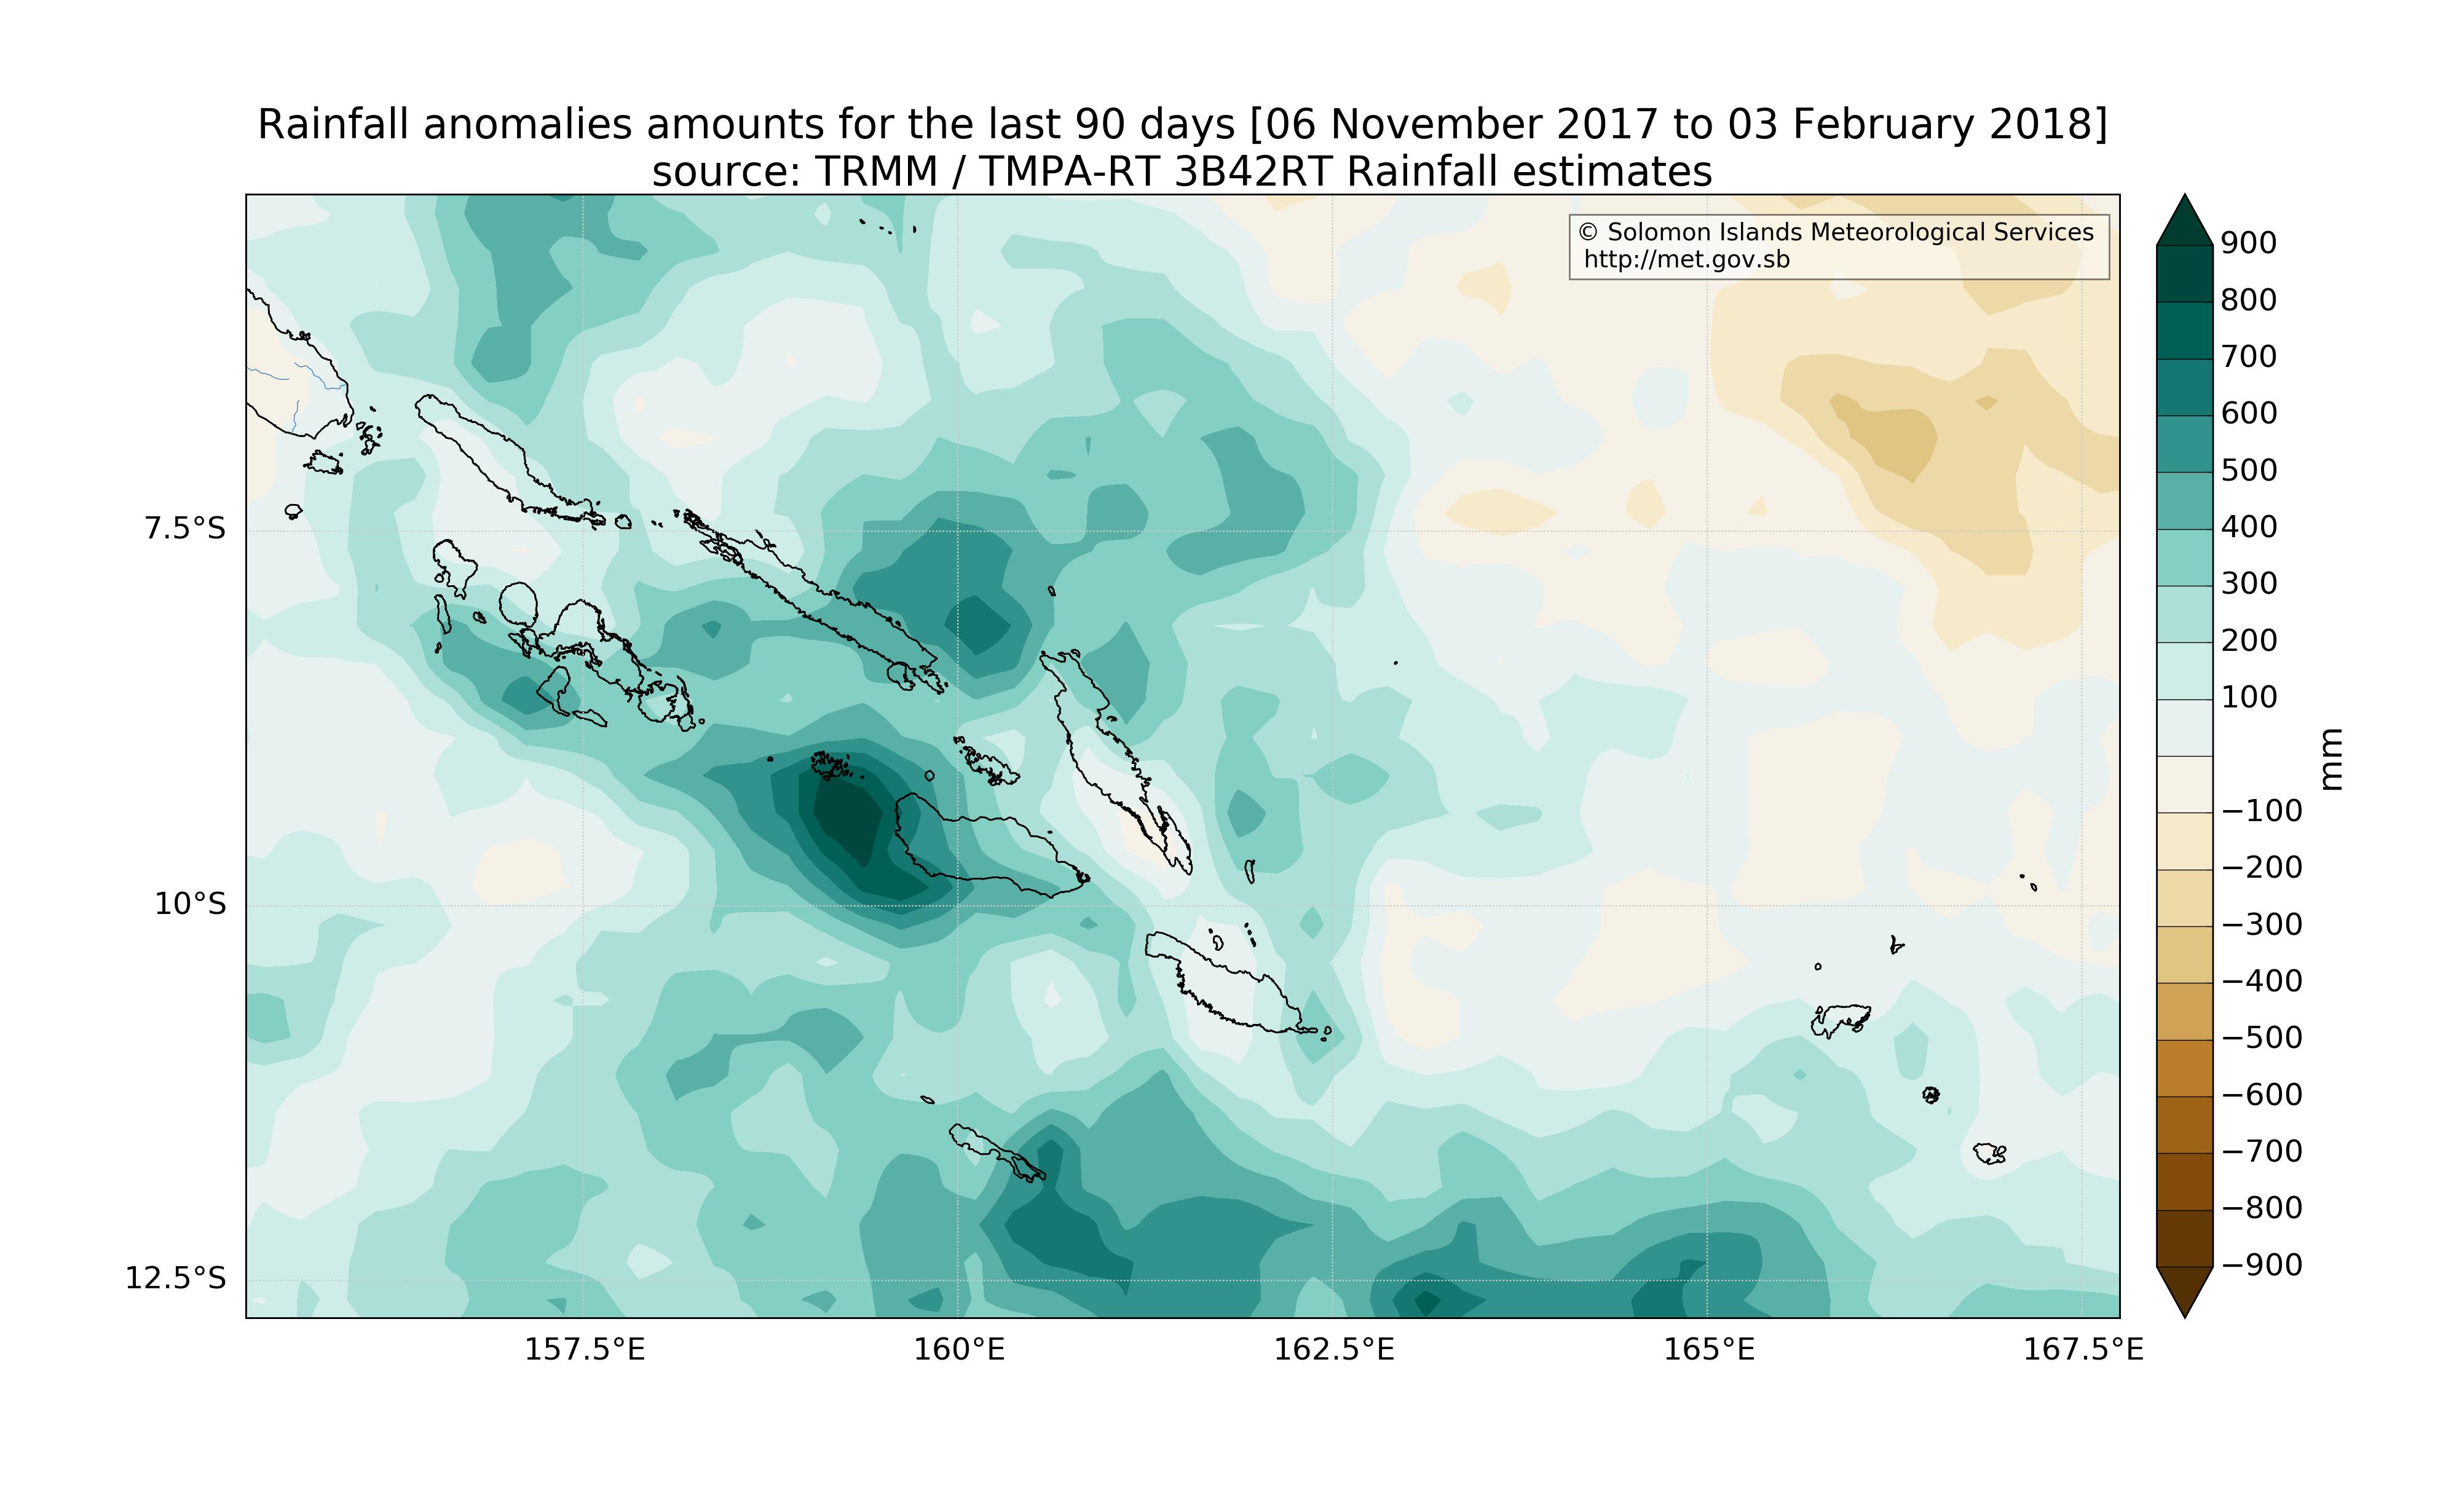 Rainfall anomalies amounts for the last 90 days [06 November 2017 to 03 February 2018]
source: TRMM / TMPA-RT 3B42RT Rainfall estimates
© Solomon Islands Meteorological Services
http://met.gov.sb
7.5°S
10°S
12.5°S
157.5°E
160°E
162.5°E
165°E
167.5°E
900
800
700
600
500
400
300
200
100
−100
−200
−300
−400
−500
−600
−700
−800
−900
mm